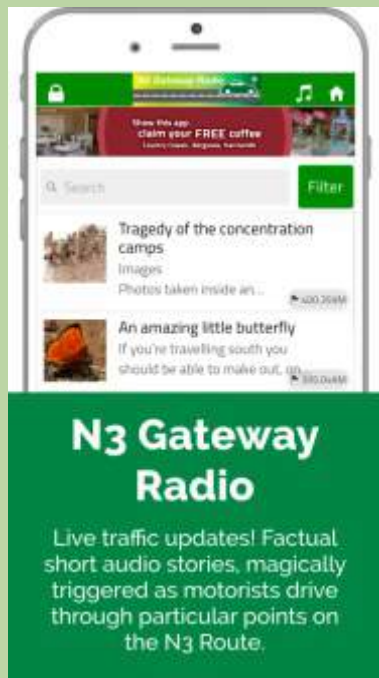 N3 Gateway Radio
Show this app
claim your FREE coffee
Search
Filter
Tragedy of the concentration
camps
Images
Photos taken inside an...
An amazing little butterfly
If you're travelling south you
should be able to make out, on
N3 Gateway
Radio
Live traffic updates! Factual
short audio stories, magically
triggered as motorists drive
through particular points on
the N3 Route.